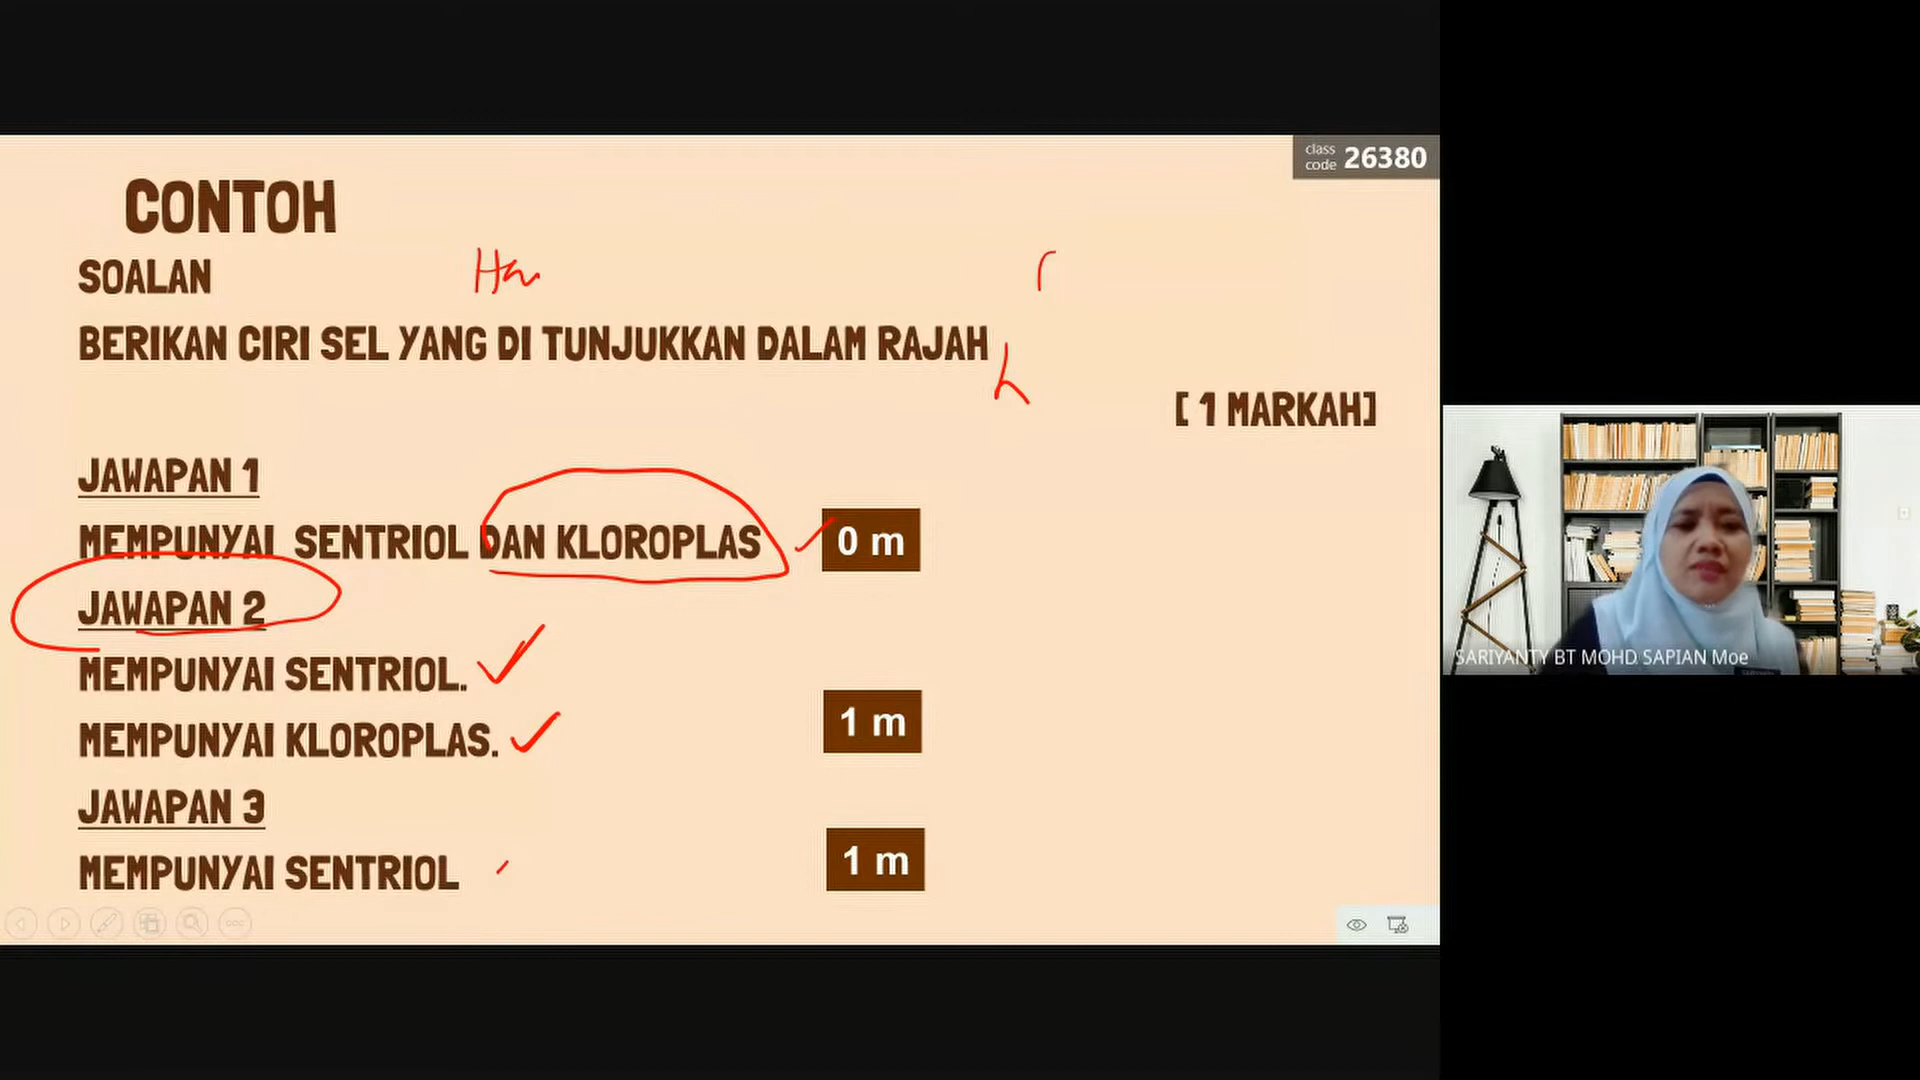 class
code 26380
CONTOH
SOALAN
BERIKAN CIRI SEL YANG DI TUNJUKKAN DALAM RAJAH
[ 1 MARKAH]
JAWAPAN 1
MEMPUNYAI SENTRIOL DAN KLOROPLAS 0 m
JAWAPAN 2
MEMPUNYAI SENTRIOL.
MEMPUNYAI KLOROPLAS. 1 m
JAWAPAN 3
MEMPUNYAI SENTRIOL 1 m
SARIYANTY BT MOHD SAPIAN Moe